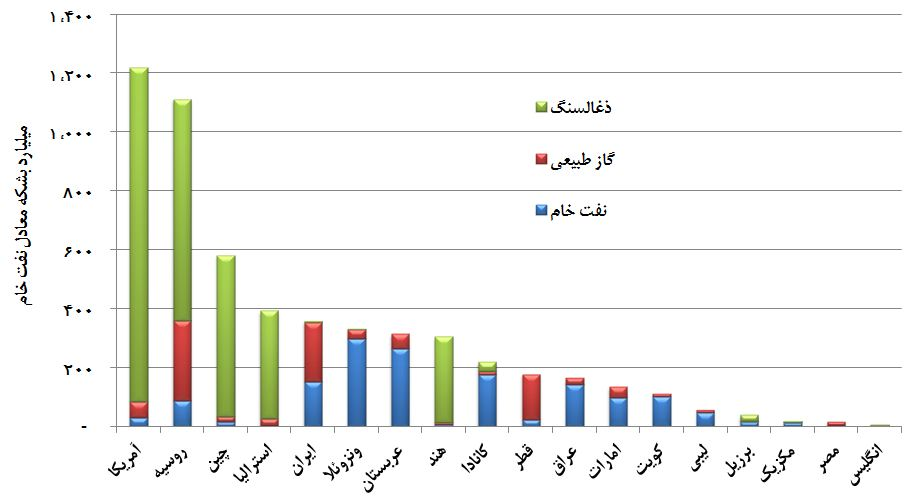 میلیارد بشکه معادل نفت خام
۱,۴۰۰
۱,۲۰۰
۱,۰۰۰
۸۰۰
۶۰۰
۴۰۰
۲۰۰
-
ذغالسنگ
گاز طبیعی
نفت خام
آمریکا
روسیه
چین
استرالیا
ایران
ونزوئلا
عربستان
هند
کانادا
قطر
عراق
امارات
کویت
لیبی
برزیل
مکزیک
مصر
انگلیس